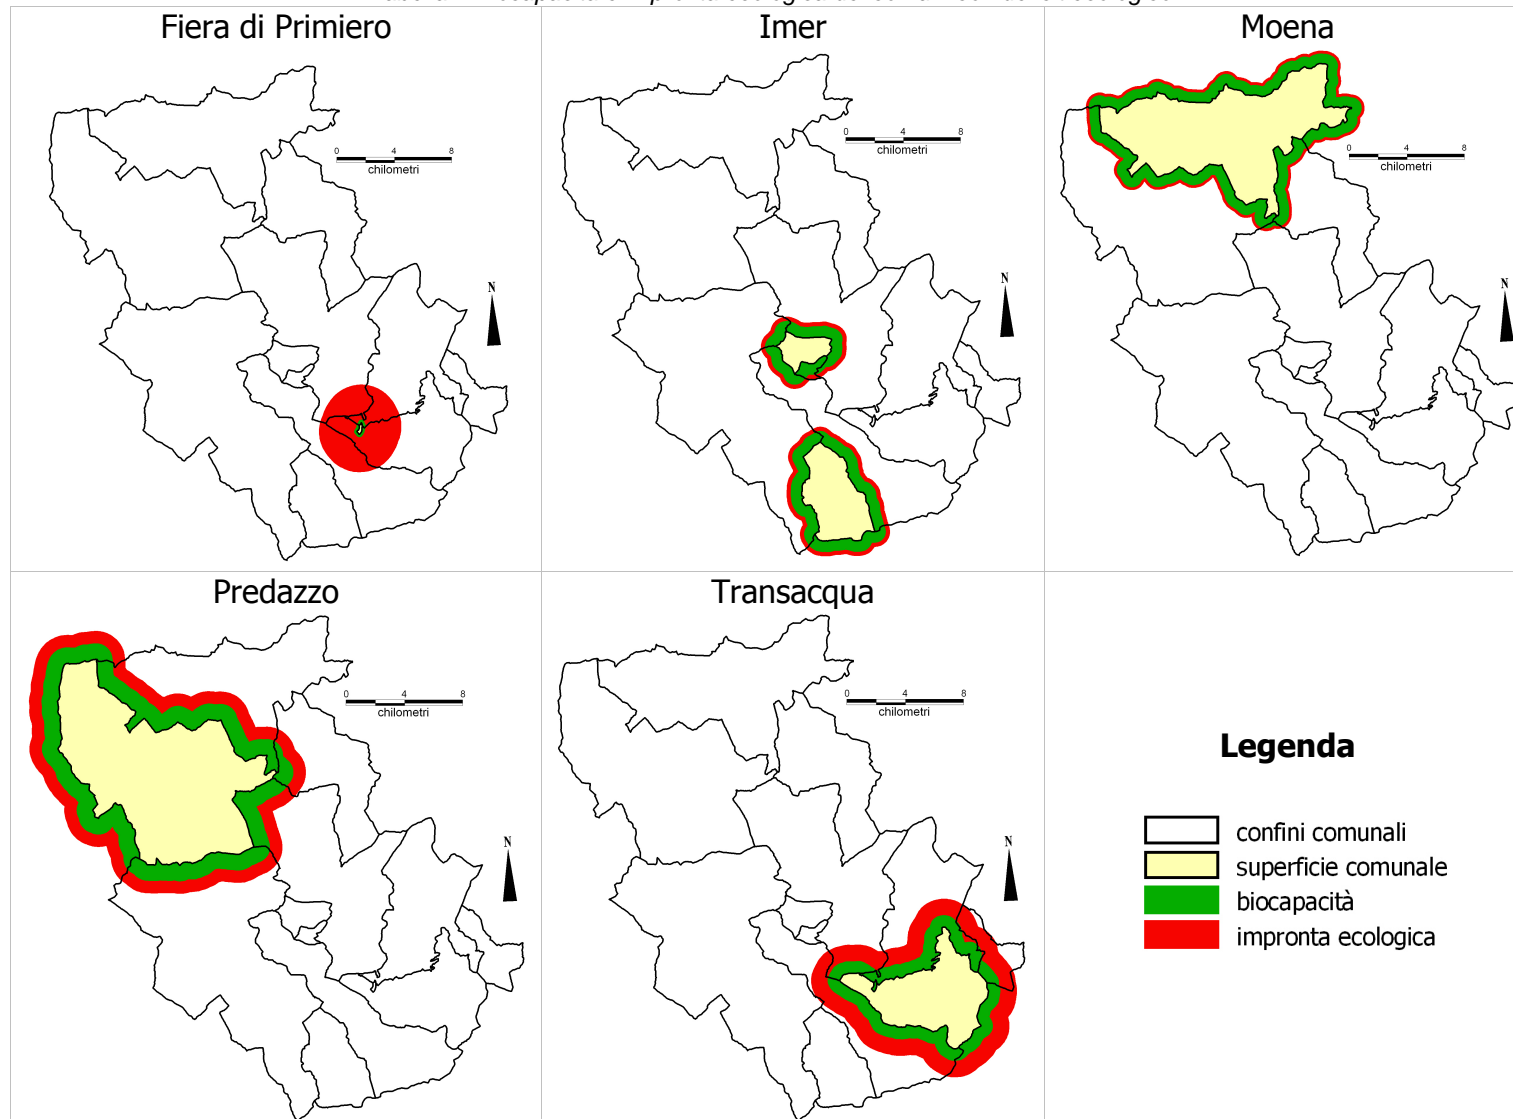 Fiera di Primiero
0 4 8
chilometri
N
Imer
0 4 8
chilometri
N
Moena
0 4 8
chilometri
N
Predazzo
0 4 8
chilometri
N
Transacqua
0 4 8
chilometri
N
Legenda
confini comunali
superficie comunale
biocapacità
impronta ecologica